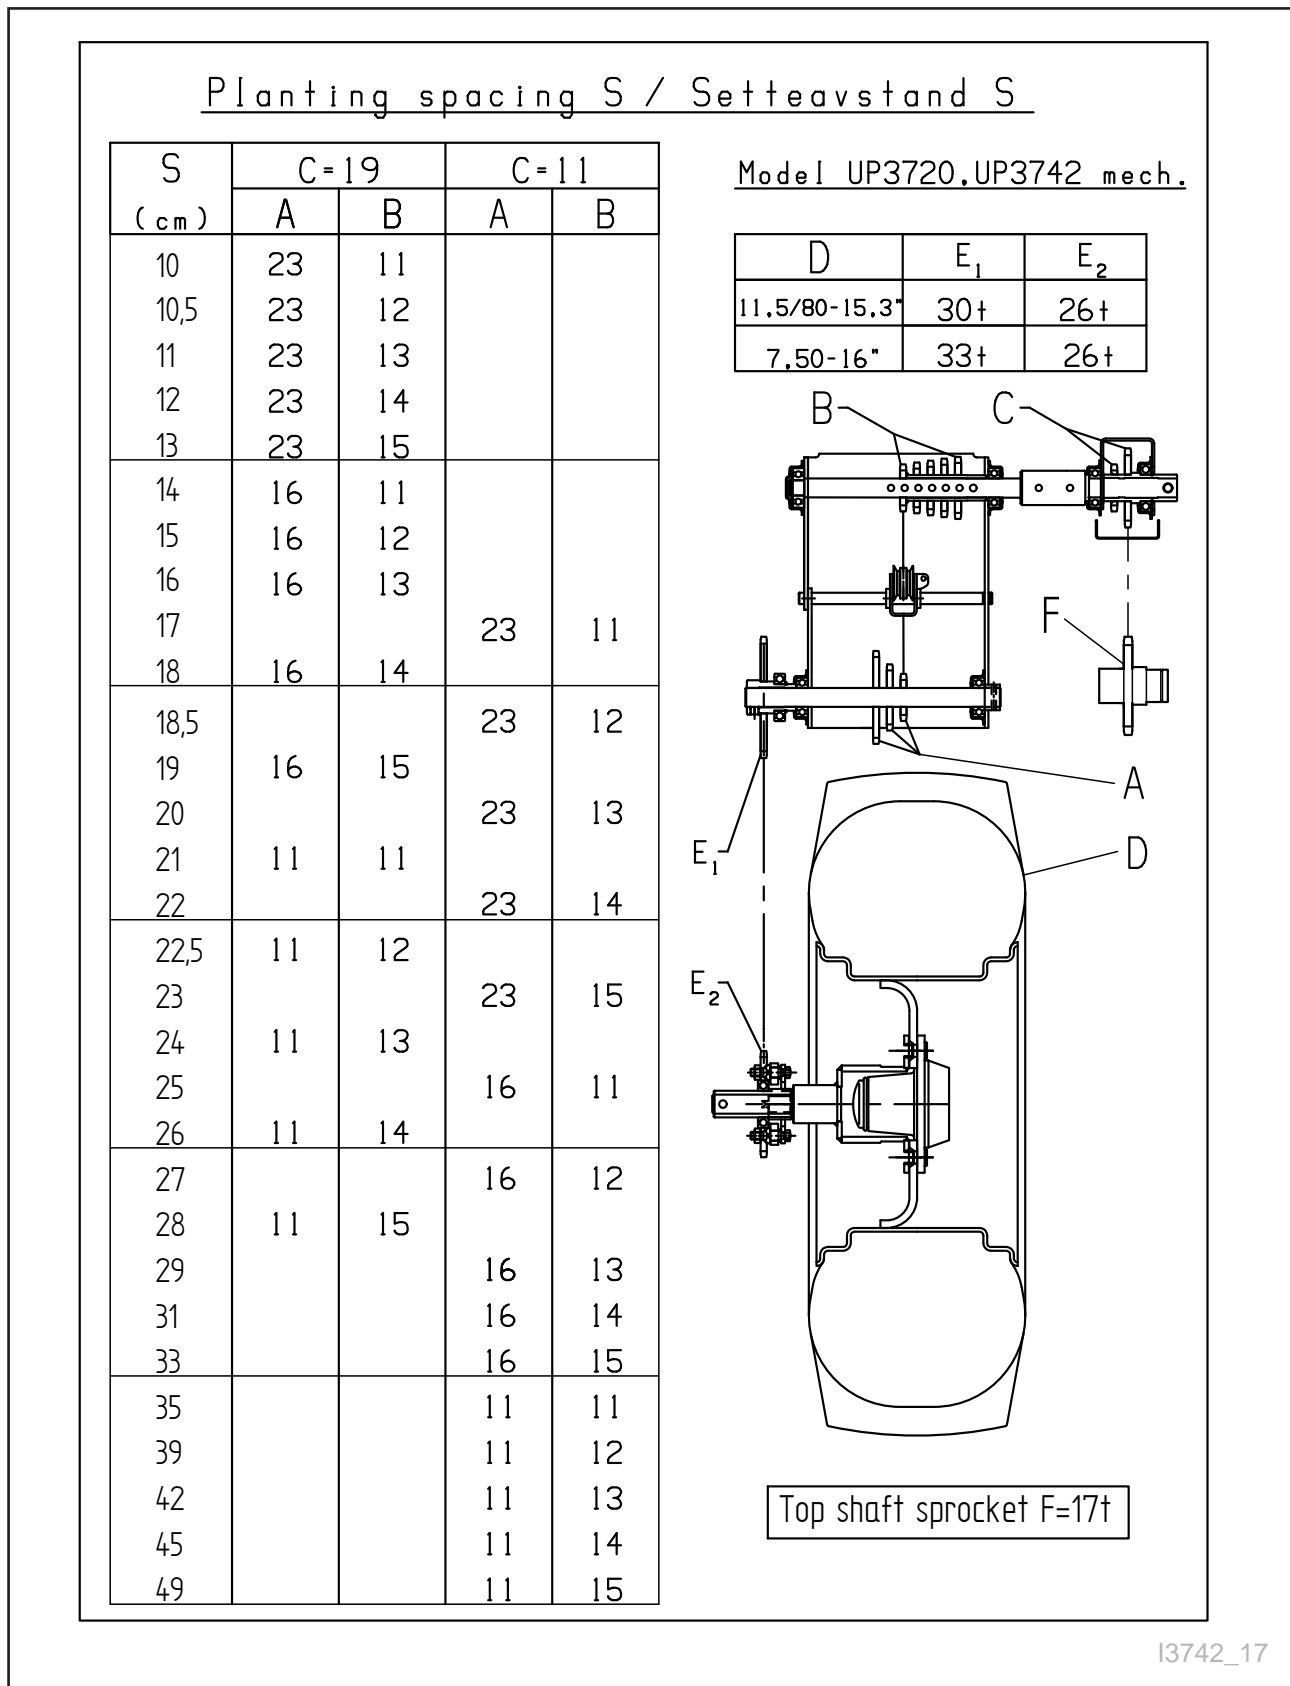 Planting spacing S / Setteavstand S
S C=19 C=11
(cm) A B A B
10 23 11
10,5 23 12
11 23 13
12 23 14
13 23 15
14 16 11
15 16 12
16 16 13
17 23 11
18 16 14
18,5 23 12
19 16 15
20 23 13
21 11 11
22 23 14
22,5 11 12
23 23 15
24 11 13
25 16 11
26 11 14
27 16 12
28 11 15
29 16 13
31 16 14
33 16 15
35 11 11
39 11 12
42 11 13
45 11 14
49 11 15
Model UP3720.UP3742 mech.
D E1 E2
11.5/80-15.3" 30t 26t
7.50-16" 33t 26t
B
C
F
A
E1
D
E2
Top shaft sprocket F=17t
I3742_17